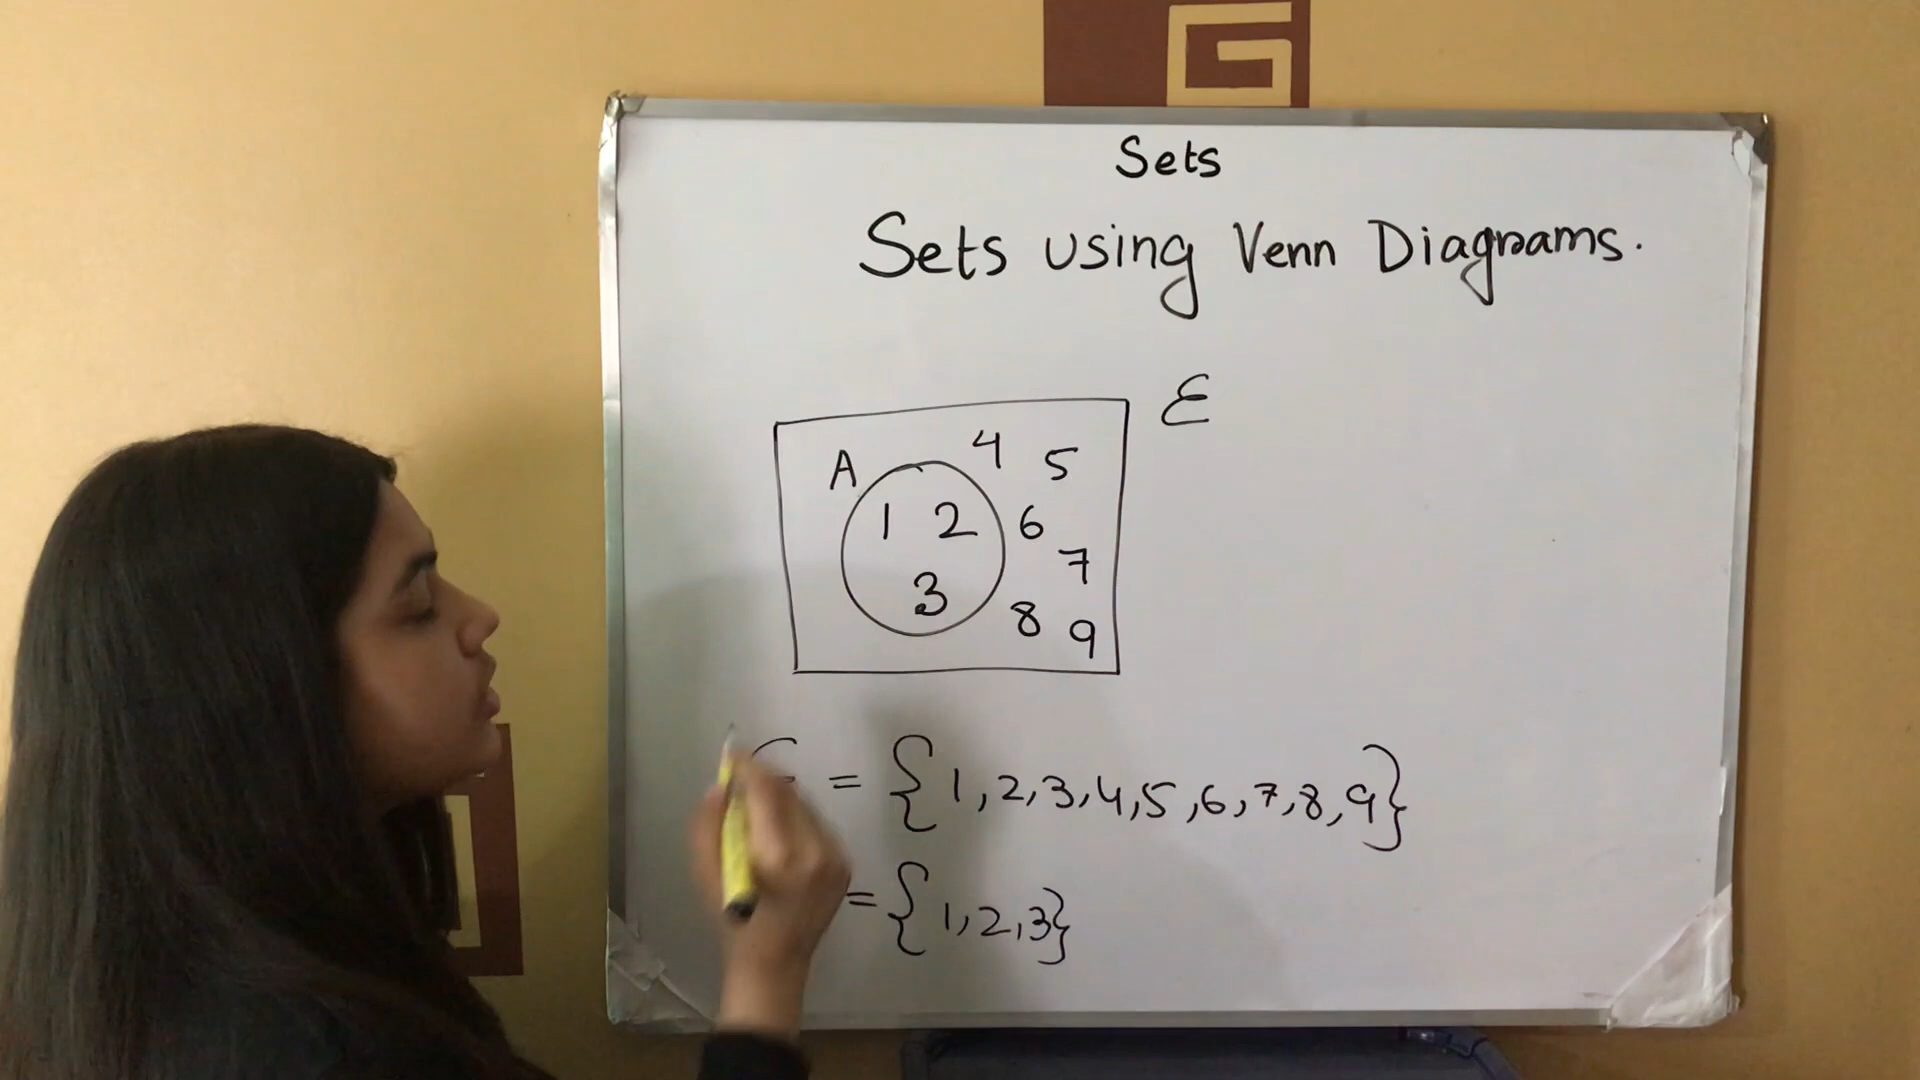 Sets
Sets using Venn Diagrams.
ℰ
A
4 5
1 2 6
7
3
8 9
= {1,2,3,4,5,6,7,8,9}
= {1,2,3}